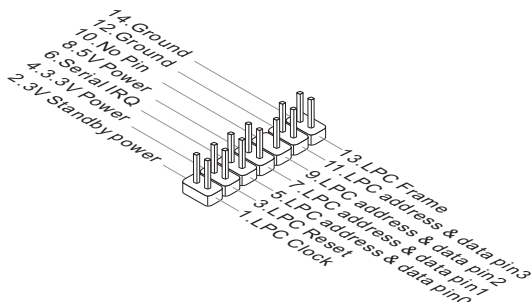 14.Ground
12.Ground
10.No Pin
8.5V Power
6.Serial IRQ
4.3.3V Power
2.3V Standby power
13.LPC Frame
11.LPC address & data pin3
9.LPC address & data pin2
7.LPC address & data pin1
5.LPC address & data pin0
3.LPC Reset
1.LPC Clock